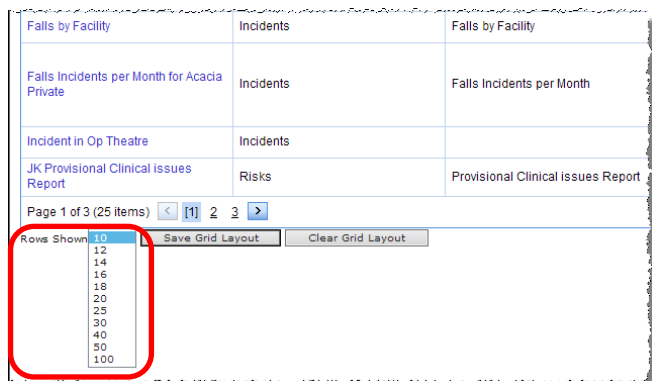 Falls by Facility Incidents Falls by Facility
Falls Incidents per Month for Acacia
Private Incidents Falls Incidents per Month
Incident in Op Theatre Incidents
JK Provisional Clinical issues
Report Risks Provisional Clinical issues Report
Page 1 of 3 (25 items) < [1] 2 3 >
Rows Shown 10 Save Grid Layout Clear Grid Layout
12
14
16
18
20
25
30
40
50
100